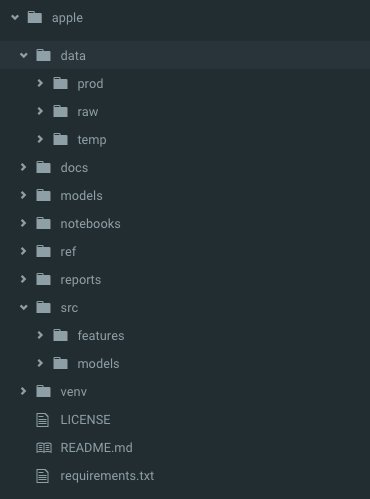 apple
data
prod
raw
temp
docs
models
notebooks
ref
reports
src
features
models
venv
LICENSE
README.md
requirements.txt